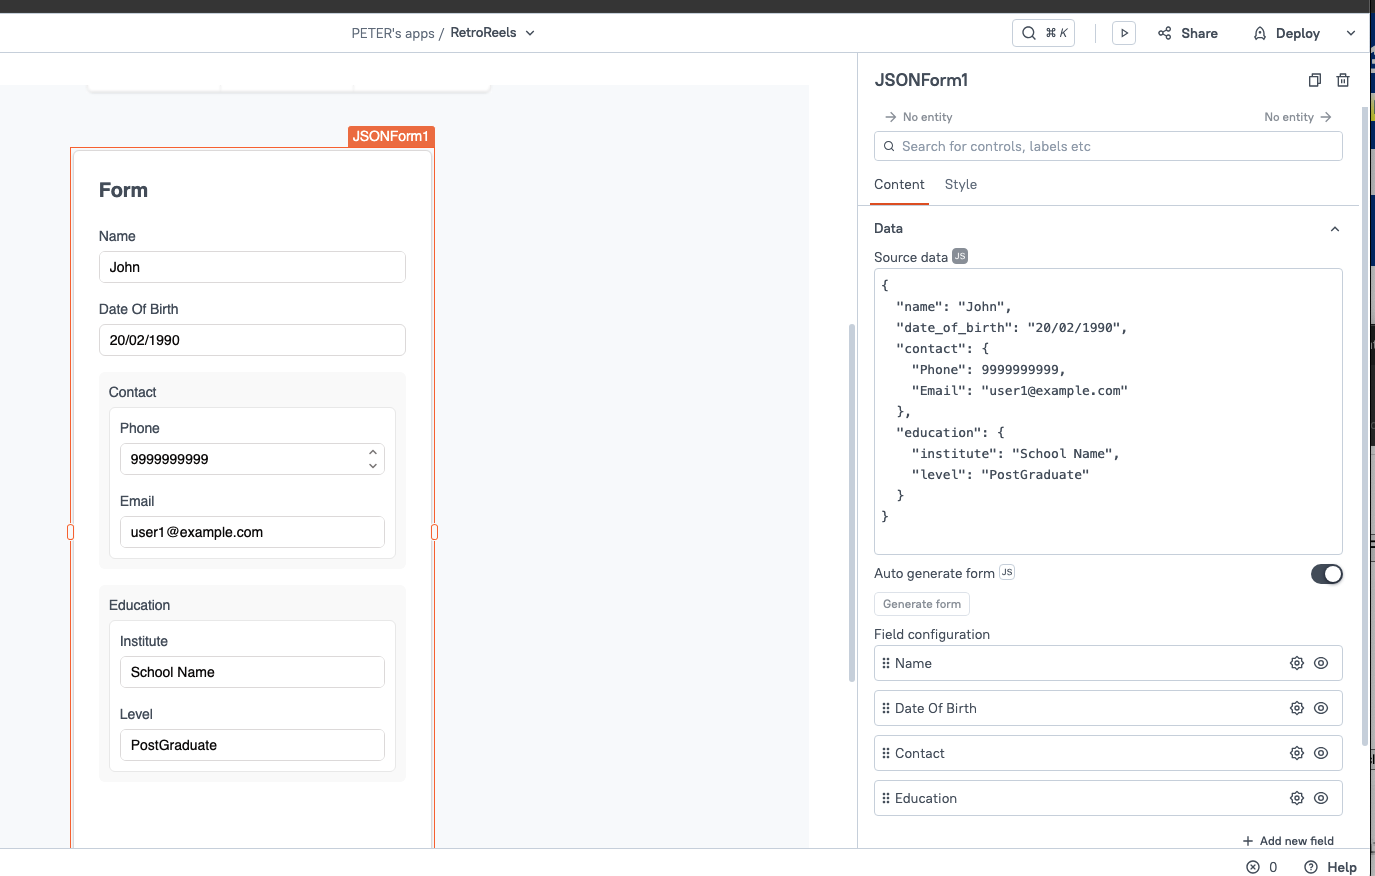 PETER's apps / RetroReels
⌘ K
Share
Deploy
JSONForm1
Form
Name
John
Date Of Birth
20/02/1990
Contact
Phone
9999999999
Email
user1@example.com
Education
Institute
School Name
Level
PostGraduate
JSONForm1
No entity
No entity
Search for controls, labels etc
Content
Style
Data
Source data JS
{
"name": "John",
"date_of_birth": "20/02/1990",
"contact": {
"Phone": 9999999999,
"Email": "user1@example.com"
},
"education": {
"institute": "School Name",
"level": "PostGraduate"
}
}
Auto generate form JS
Generate form
Field configuration
Name
Date Of Birth
Contact
Education
+ Add new field
0
Help